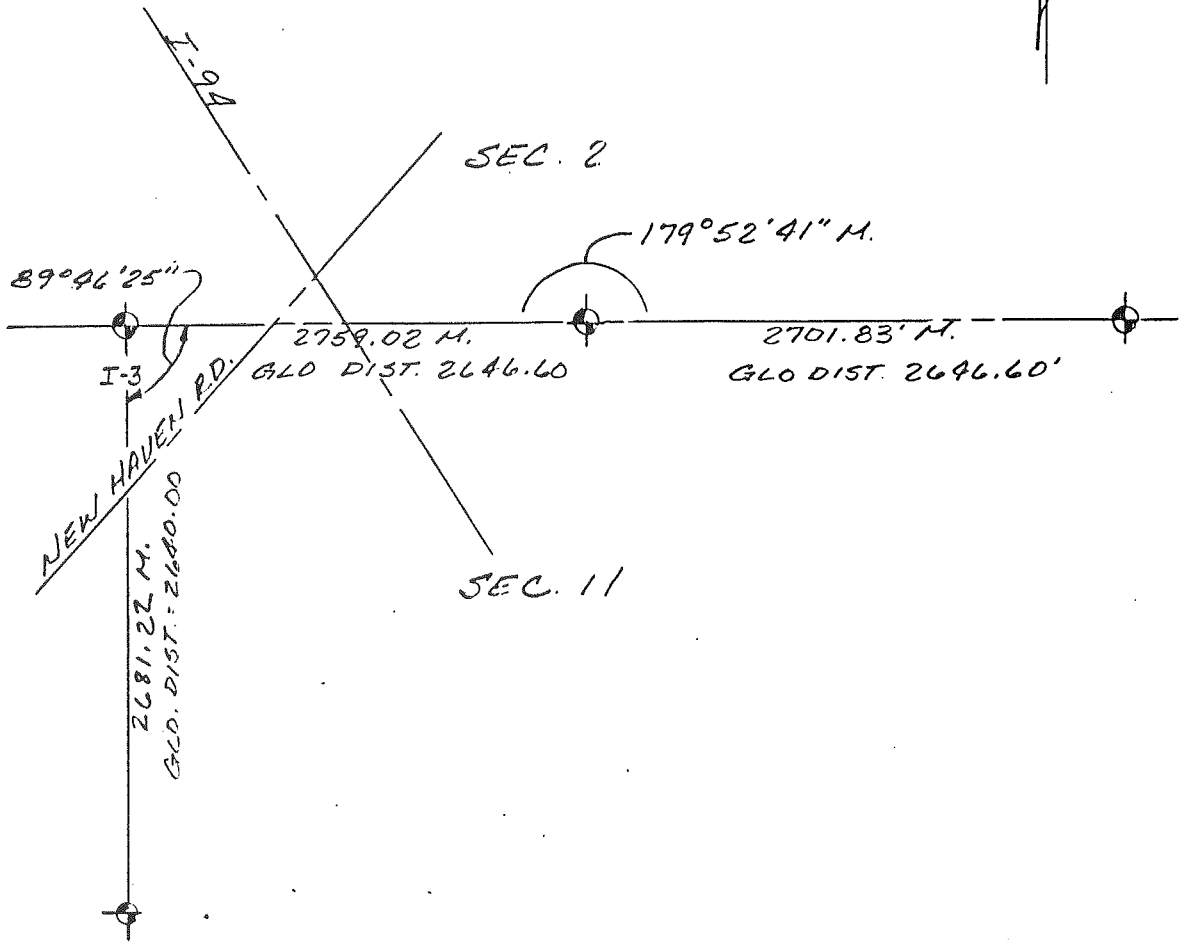 I-94
SEC. 2
179°52'41" M.
89°46'25"
2759.02 M.
GLO DIST. 2646.60
2701.83' M.
GLO DIST. 2646.60'
I-3
NEW HAVEN RD.
2681.22 M.
GLO. DIST. = 2640.00
SEC. 11